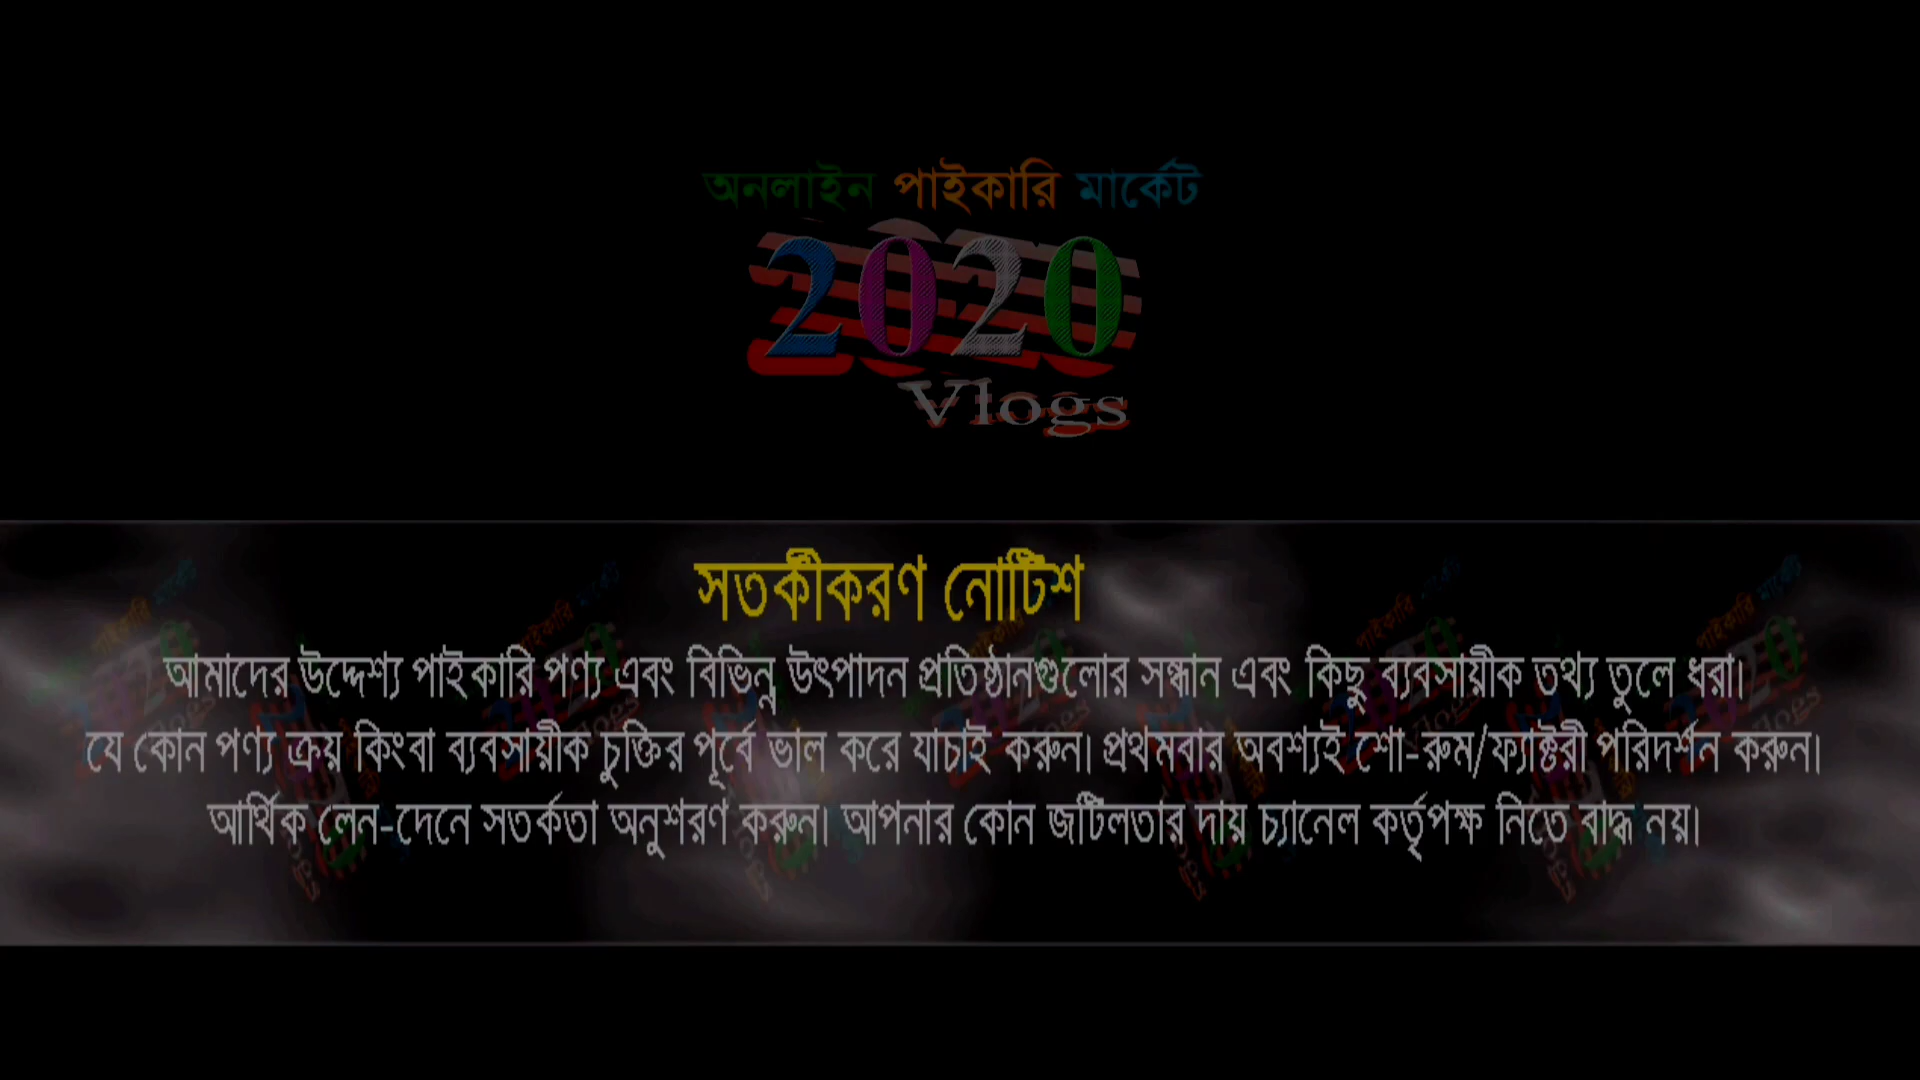 অনলাইন পাইকারি মার্কেট
2020
Vlogs
সতর্কীকরণ নোটিশ
আমাদের উদ্দেশ্য পাইকারি পণ্য এবং বিভিন্ন উৎপাদন প্রতিষ্ঠানগুলোর সন্ধান এবং কিছু ব্যবসায়ীক তথ্য তুলে ধরা।
যে কোন পণ্য ক্রয় কিংবা ব্যবসায়ীক চুক্তির পূর্বে ভাল করে যাচাই করুন। প্রথমবার অবশ্যই শো-রুম/ফ্যাক্টরী পরিদর্শন করুন।
আর্থিক লেন-দেনে সতর্কতা অনুশরণ করুন। আপনার কোন জটিলতার দায় চ্যানেল কর্তৃপক্ষ নিতে বাদ্ধ নয়।